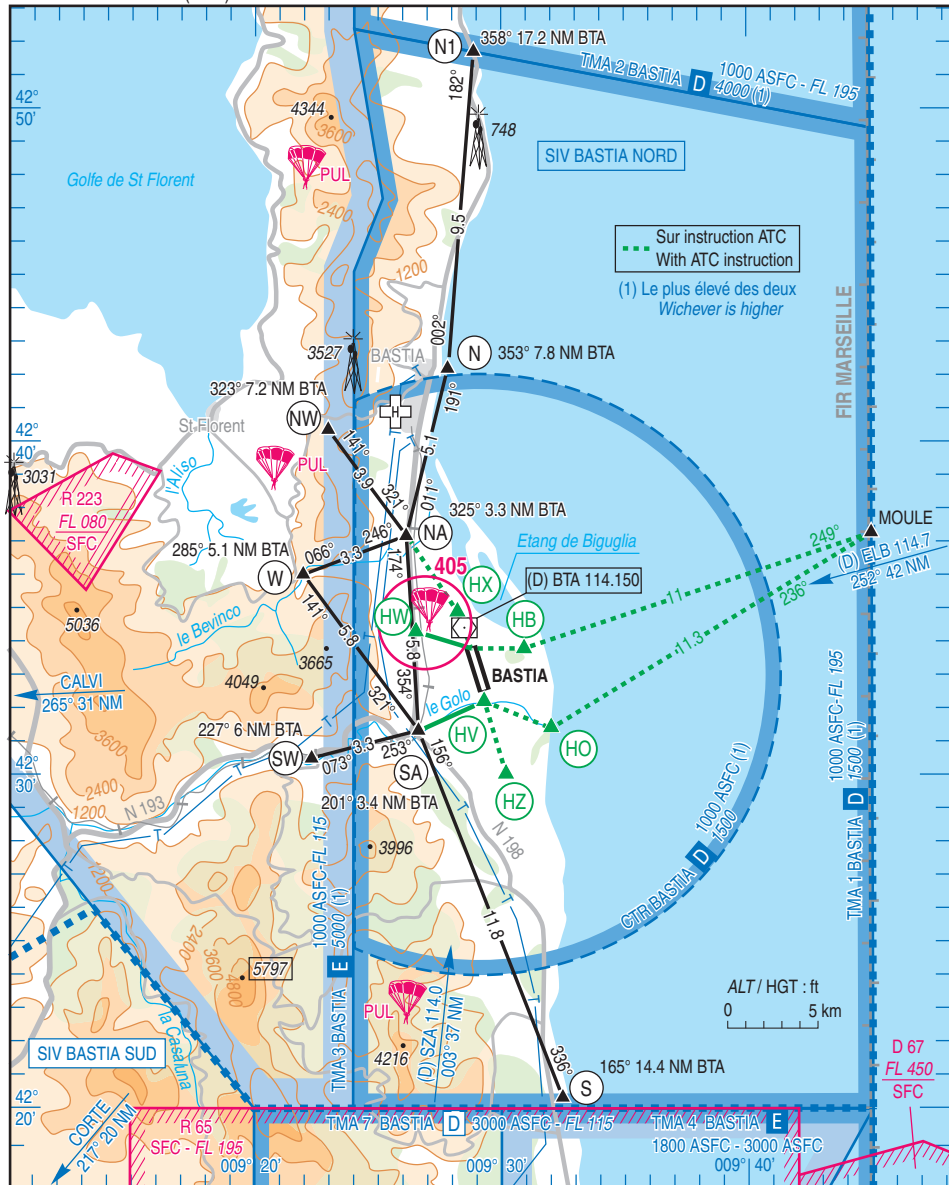 N1
358° 17.2 NM BTA
182°
TMA 2 BASTIA D 1000 ASFC - FL 195
4000 (1)
42°
50'
4344
3600
748
PUL
SIV BASTIA NORD
Golfe de St Florent
2400
9.5
Sur instruction ATC
With ATC instruction
(1) Le plus élevé des deux
Wichever is higher
1200
FIR MARSEILLE
002°
3527
BASTIA
N
353° 7.8 NM BTA
323° 7.2 NM BTA
191°
NW
H
St Florent
42°
40'
141°
5.1
3031
l'Aliso
PUL
3.9
R 223
FL 080
SFC
321°
011°
325° 3.3 NM BTA
NA
MOULE
285° 5.1 NM BTA
066°
3.3
246°
Etang de Biguglia
249°
(D) ELB 114.7
252° 42 NM
W
174°
405
HX
(D) BTA 114.150
236°
141°
HW
HB
11
5036
le Bevinco
5.8
5.8
11.3
3665
BASTIA
4049
354°
CALVI
265° 31 NM
321°
le Golo
3600
227° 6 NM BTA
HV
HO
SW
073°
3.3
253°
156°
SA
HZ
42°
30'
2400
1200
N 193
201° 3.4 NM BTA
1000 ASFC-FL 195
1500 (1)
TMA 1 BASTIA D
N 198
3996
1000 ASFC (1)
1500
CTR BASTIA D
1200
2400
3600
4800
5797
1000 ASFC-FL 115
5000 (1)
TMA 3 BASTIA E
11.8
ALT / HGT : ft
0 5 km
PUL
(D) SZA 114.0
003° 37 NM
SIV BASTIA SUD
la Casaluna
4216
336°
165° 14.4 NM BTA
S
D 67
FL 450
SFC
42°
20'
CORTE
217° 20 NM
R 65
SFC - FL 195
TMA 7 BASTIA D 3000 ASFC - FL 115
TMA 4 BASTIA E
1800 ASFC - 3000 ASFC
009° 20'
009° 30'
009° 40'